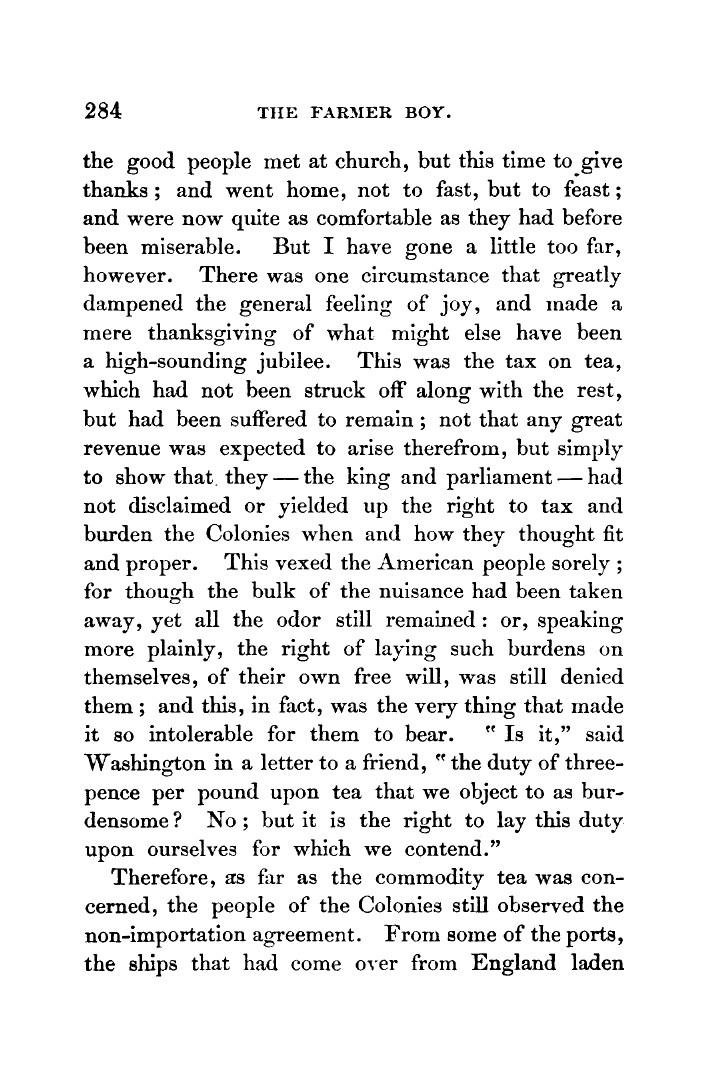 284 THE FARMER BOY.
the good people met at church, but this time to give
thanks ; and went home, not to fast, but to feast ;
and were now quite as comfortable as they had before
been miserable. But I have gone a little too far,
however. There was one circumstance that greatly
dampened the general feeling of joy, and made a
mere thanksgiving of what might else have been
a high-sounding jubilee. This was the tax on tea,
which had not been struck off along with the rest,
but had been suffered to remain ; not that any great
revenue was expected to arise therefrom, but simply
to show that they — the king and parliament — had
not disclaimed or yielded up the right to tax and
burden the Colonies when and how they thought fit
and proper. This vexed the American people sorely ;
for though the bulk of the nuisance had been taken
away, yet all the odor still remained : or, speaking
more plainly, the right of laying such burdens on
themselves, of their own free will, was still denied
them ; and this, in fact, was the very thing that made
it so intolerable for them to bear. “ Is it,” said
Washington in a letter to a friend, “ the duty of three-
pence per pound upon tea that we object to as bur-
densome ? No ; but it is the right to lay this duty
upon ourselves for which we contend.”
Therefore, as far as the commodity tea was con-
cerned, the people of the Colonies still observed the
non-importation agreement. From some of the ports,
the ships that had come over from England laden